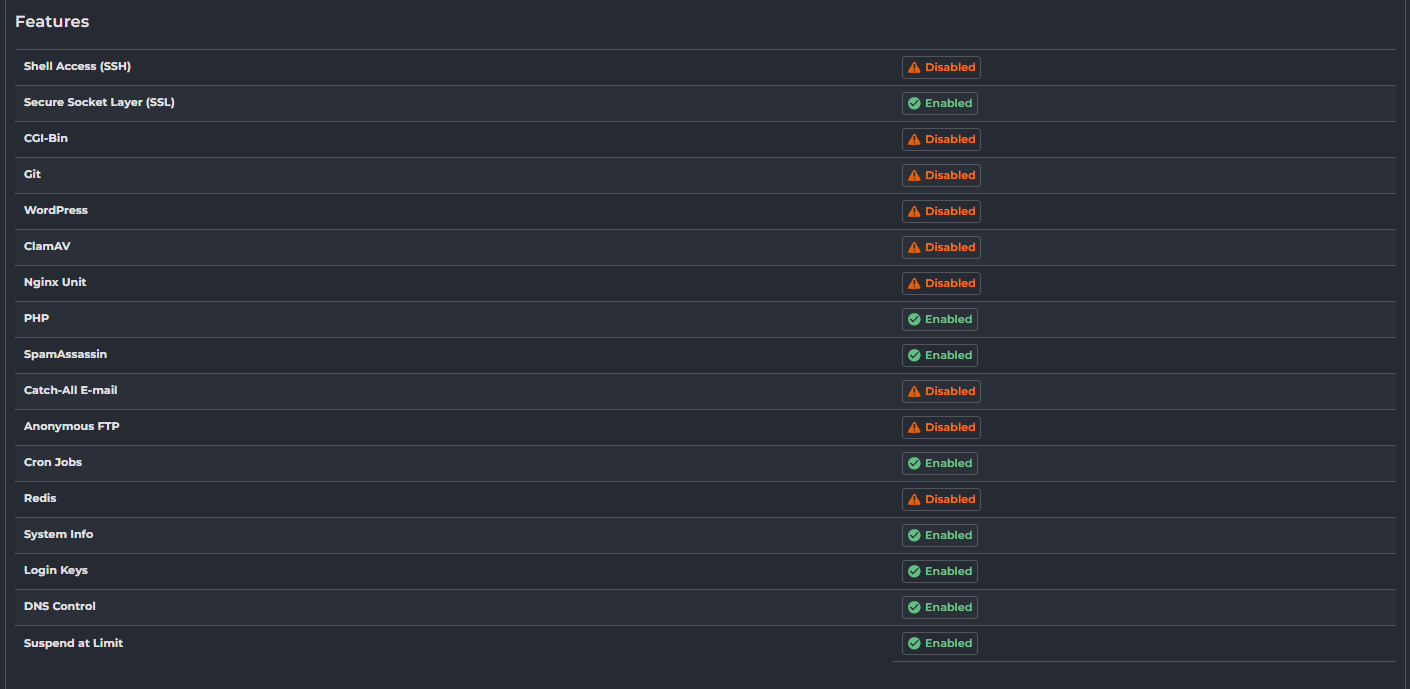 Features
Shell Access (SSH) Disabled
Secure Socket Layer (SSL) Enabled
CGI-Bin Disabled
Git Disabled
WordPress Disabled
ClamAV Disabled
Nginx Unit Disabled
PHP Enabled
SpamAssassin Enabled
Catch-All E-mail Disabled
Anonymous FTP Disabled
Cron Jobs Enabled
Redis Disabled
System Info Enabled
Login Keys Enabled
DNS Control Enabled
Suspend at Limit Enabled